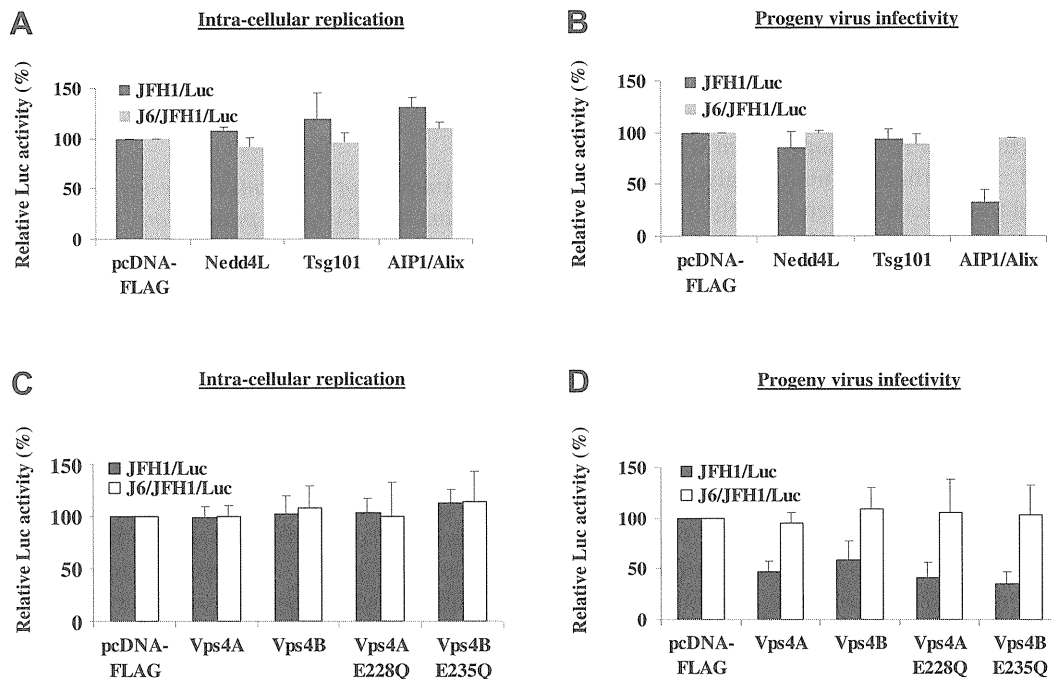 A
Intra-cellular replication
Relative Luc activity (%)
150
100
50
0
JFH1/Luc
J6/JFH1/Luc
pcDNA-
FLAG
Nedd4L
Tsg101
AIP1/Alix
B
Progeny virus infectivity
Relative Luc activity (%)
150
100
50
0
JFH1/Luc
J6/JFH1/Luc
pcDNA-
FLAG
Nedd4L
Tsg101
AIP1/Alix
C
Intra-cellular replication
Relative Luc activity (%)
150
100
50
0
JFH1/Luc
J6/JFH1/Luc
pcDNA-
FLAG
Vps4A
Vps4B
Vps4A
E228Q
Vps4B
E235Q
D
Progeny virus infectivity
Relative Luc activity (%)
150
100
50
0
JFH1/Luc
J6/JFH1/Luc
pcDNA-
FLAG
Vps4A
Vps4B
Vps4A
E228Q
Vps4B
E235Q